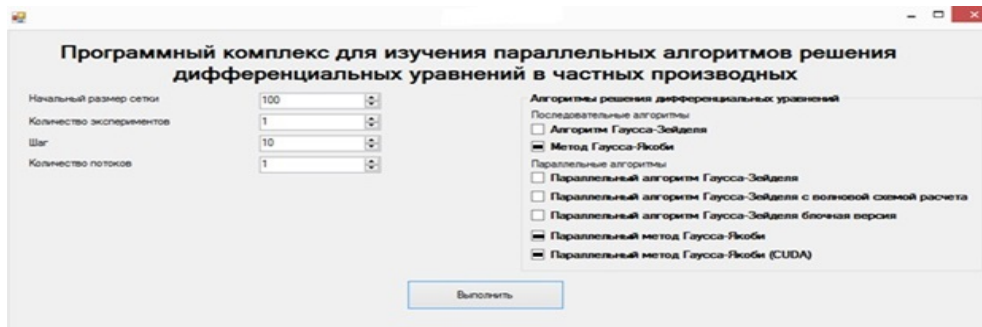 Программный комплекс для изучения параллельных алгоритмов решения
дифференциальных уравнений в частных производных
Начальный размер сетки 100
Количество экспериментов 1
Шаг 10
Количество потоков 1
Алгоритмы решения дифференциальных уравнений
Последовательные алгоритмы
Алгоритм Гаусса-Зейделя
Метод Гаусса-Якоби
Параллельные алгоритмы
Параллельный алгоритм Гаусса-Зейделя
Параллельный алгоритм Гаусса-Зейделя с волновой схемой расчета
Параллельный алгоритм Гаусса-Зейделя блочная версия
Параллельный метод Гаусса-Якоби
Параллельный метод Гаусса-Якоби (CUDA)
Выполнить